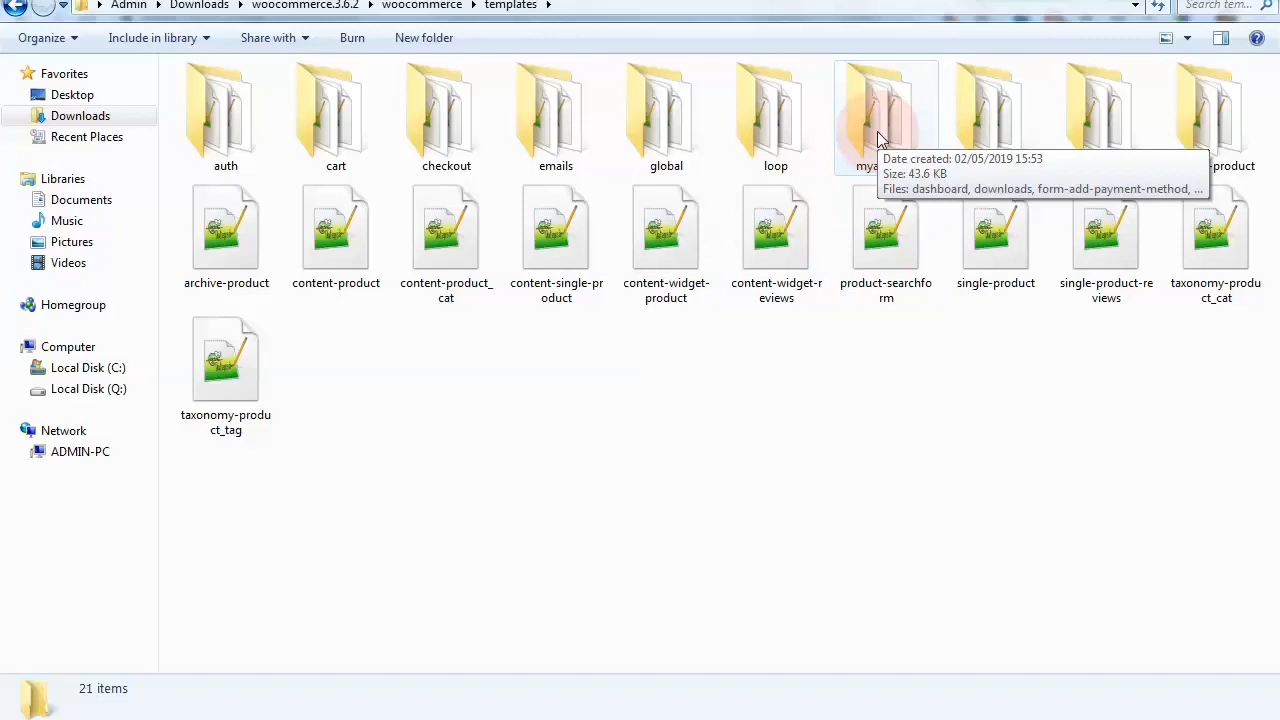 Admin Downloads woocommerce.3.6.2 woocommerce templates Search tem...
Organize Include in library Share with Burn New folder
Favorites
Desktop
Downloads
Recent Places
Libraries
Documents
Music
Pictures
Videos
Homegroup
Computer
Local Disk (C:)
Local Disk (Q:)
Network
ADMIN-PC
auth cart checkout emails global loop
Date created: 02/05/2019 15:53
Size: 43.6 KB
Files: dashboard, downloads, form-add-payment-method, ...
archive-product content-product content-product_ content-single-pr content-widget- content-widget-r product-searchfo single-product single-product-re taxonomy-produ
cat oduct product eviews rm views ct_cat
taxonomy-produ
ct_tag
21 items